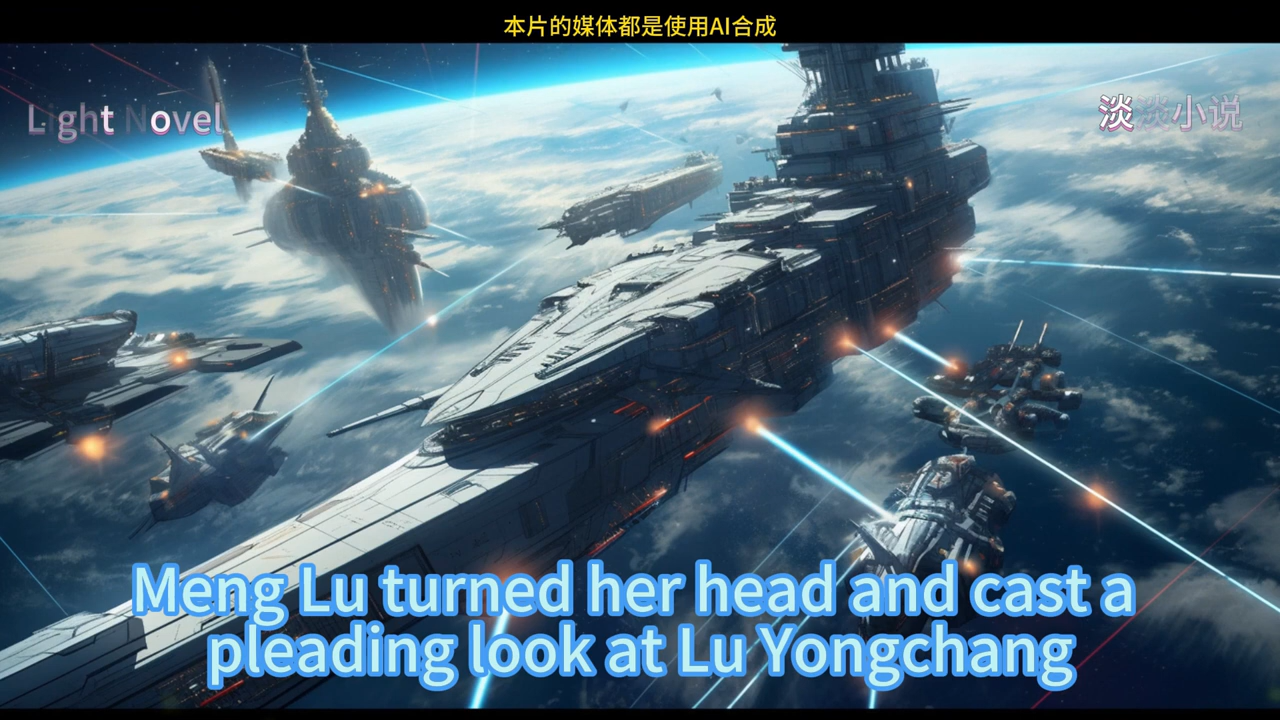 本片的媒体都是使用AI合成
Light Novel
淡淡小说
Meng Lu turned her head and cast a
pleading look at Lu Yongchang